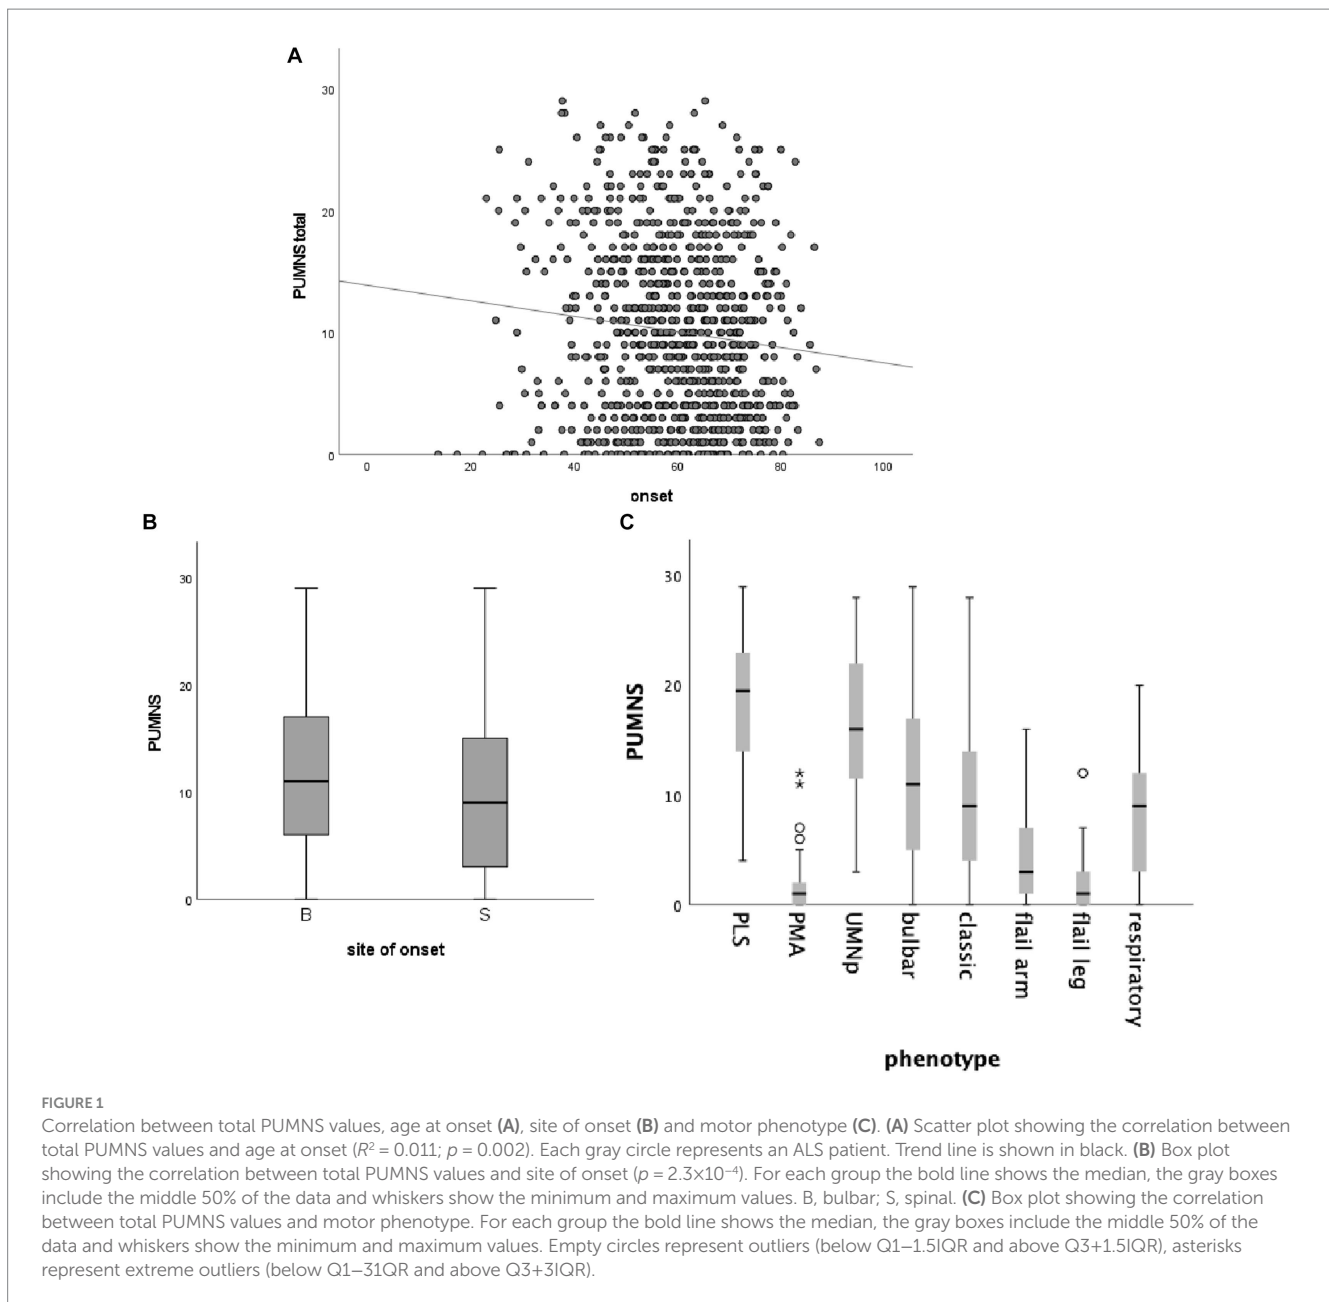 A
30
20
10
0
PUMNS total
0 20 40 60 80 100
onset
B
30
20
10
0
PUMNS
B S
site of onset
C
30
20
10
0
PUMNS
PLS
PMA
UMNp
bulbar
classic
flail arm
flail leg
respiratory
phenotype
FIGURE 1
Correlation between total PUMNS values, age at onset (A), site of onset (B) and motor phenotype (C). (A) Scatter plot showing the correlation between
total PUMNS values and age at onset (R² = 0.011; p = 0.002). Each gray circle represents an ALS patient. Trend line is shown in black. (B) Box plot
showing the correlation between total PUMNS values and site of onset (p = 2.3×10⁻⁴). For each group the bold line shows the median, the gray boxes
include the middle 50% of the data and whiskers show the minimum and maximum values. B, bulbar; S, spinal. (C) Box plot showing the correlation
between total PUMNS values and motor phenotype. For each group the bold line shows the median, the gray boxes include the middle 50% of the
data and whiskers show the minimum and maximum values. Empty circles represent outliers (below Q1–1.5IQR and above Q3+1.5IQR), asterisks
represent extreme outliers (below Q1–31QR and above Q3+3IQR).